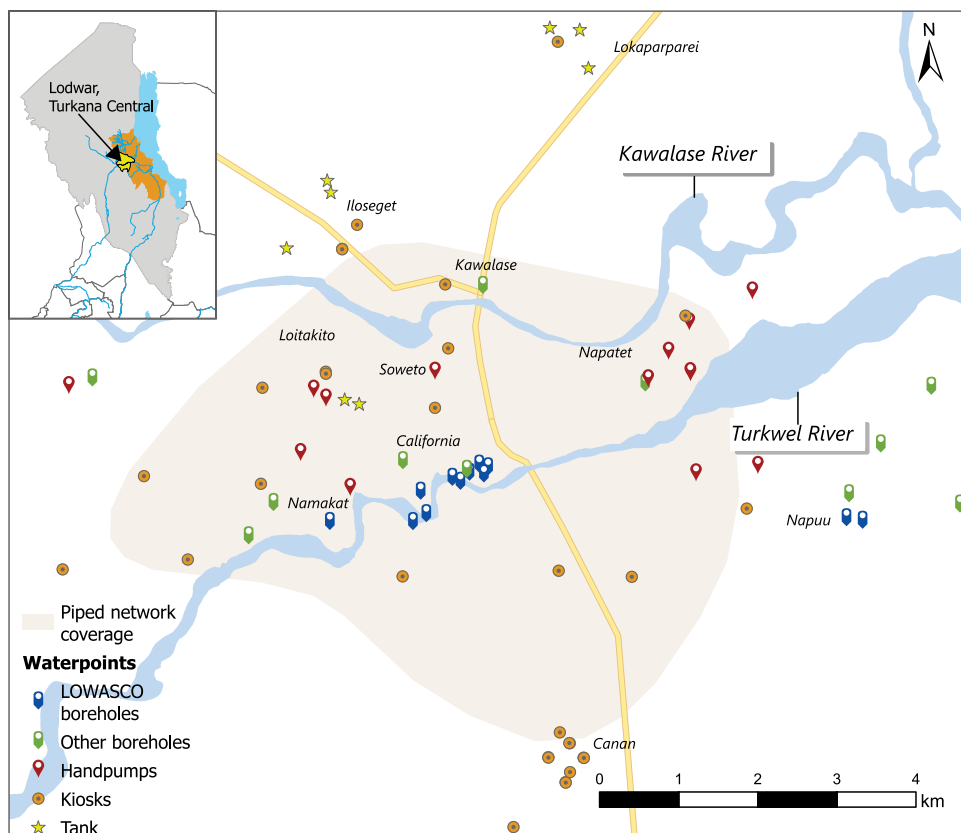 Lodwar,
Turkana Central
Lokaparparei
N
Kawalase River
Iloseget
Kawalase
Loitakito
Soweto
Napatet
Turkwel River
California
Namakat
Napuu
Piped network
coverage
Waterpoints
LOWASCO
boreholes
Other boreholes
Handpumps
Kiosks
Tank
Canan
0 1 2 3 4
km